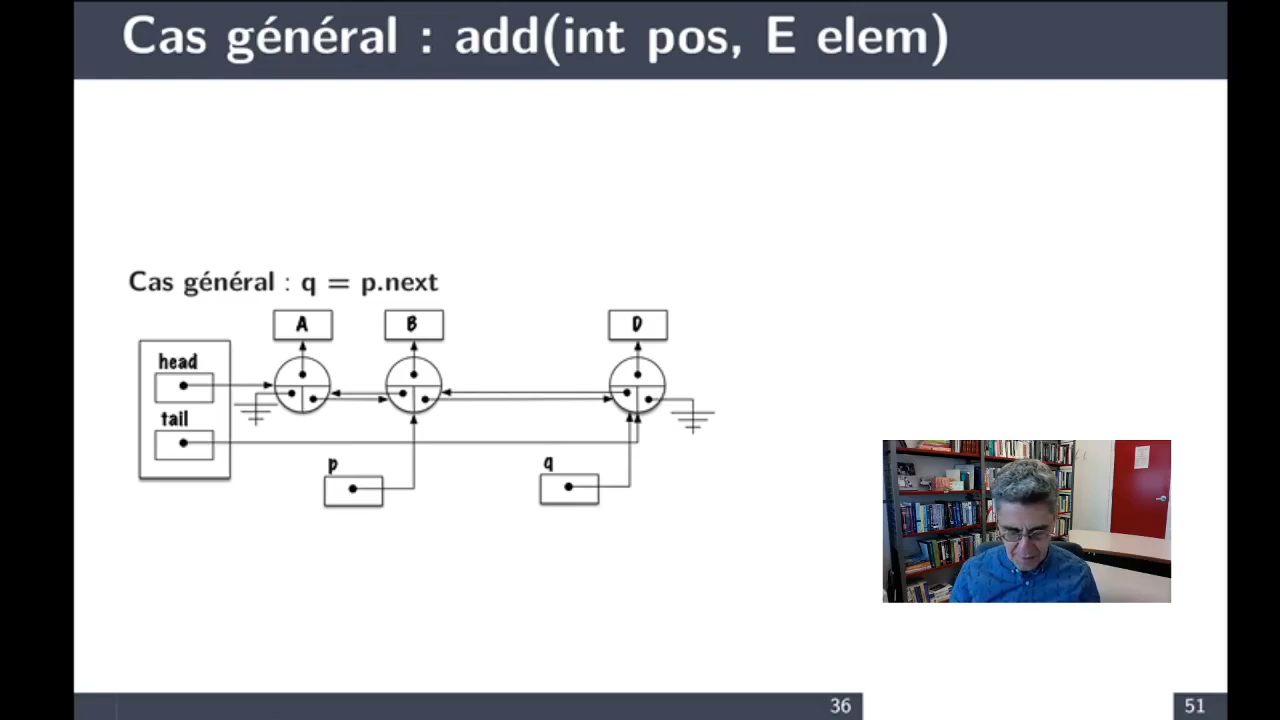 Cas général : add(int pos, E elem)
Cas général : q = p.next
A B D
head
tail
p q
36 51